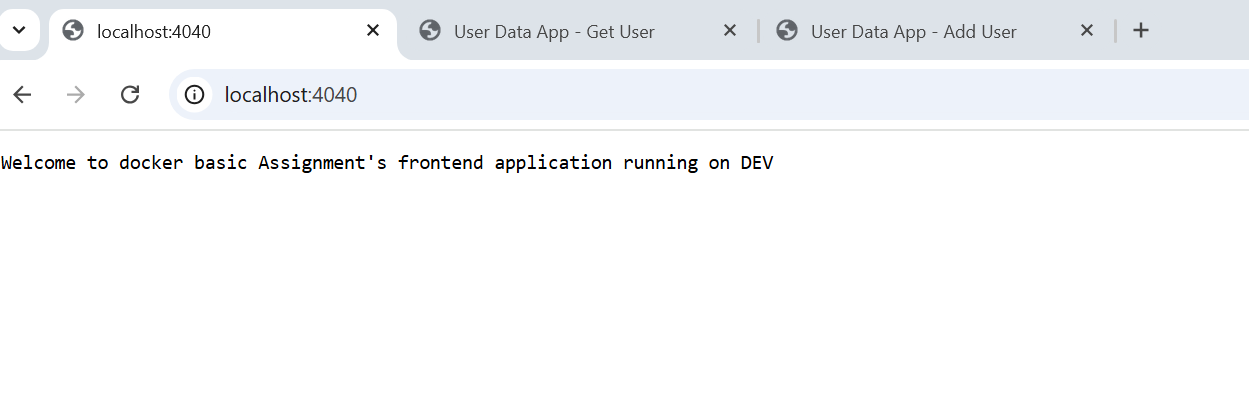 localhost:4040
User Data App - Get User
User Data App - Add User
localhost:4040
Welcome to docker basic Assignment's frontend application running on DEV